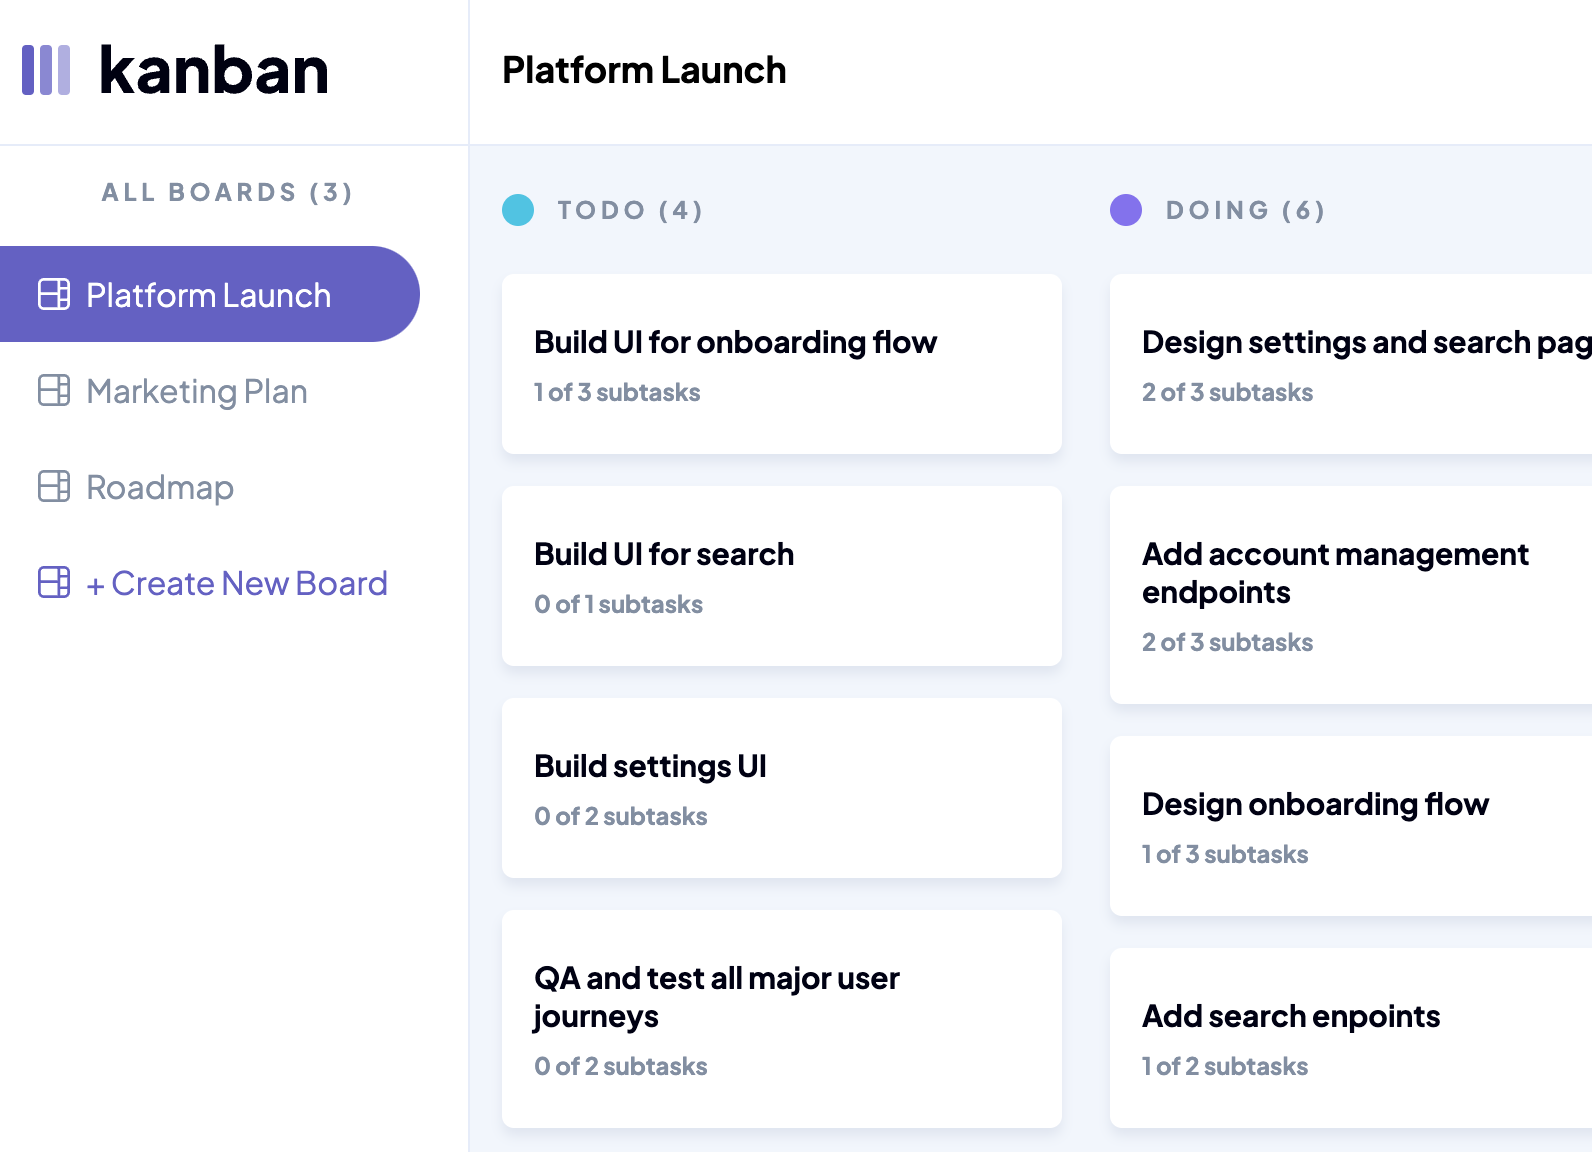 kanban
Platform Launch
ALL BOARDS (3)
Platform Launch
Marketing Plan
Roadmap
+ Create New Board
TODO (4)
Build UI for onboarding flow
1 of 3 subtasks
Build UI for search
0 of 1 subtasks
Build settings UI
0 of 2 subtasks
QA and test all major user
journeys
0 of 2 subtasks
DOING (6)
Design settings and search pag
2 of 3 subtasks
Add account management
endpoints
2 of 3 subtasks
Design onboarding flow
1 of 3 subtasks
Add search enpoints
1 of 2 subtasks